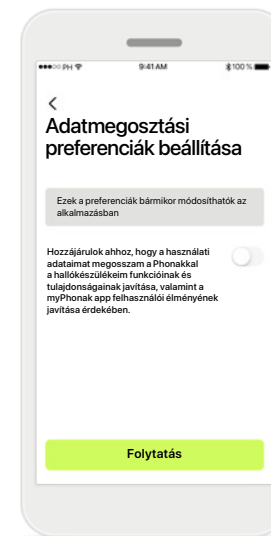 ●●●○○ PH 9:41 AM 100 %
Adatmegosztási
preferenciák beállítása
Ezek a preferenciák bármikor módosíthatók az
alkalmazásban
Hozzájárulok ahhoz, hogy a használati
adataimat megosszam a Phonakkal
a hallókészülékeim funkcióinak és
tulajdonságainak javítása, valamint a
myPhonak app felhasználói élményének
javítása érdekében.
Folytatás